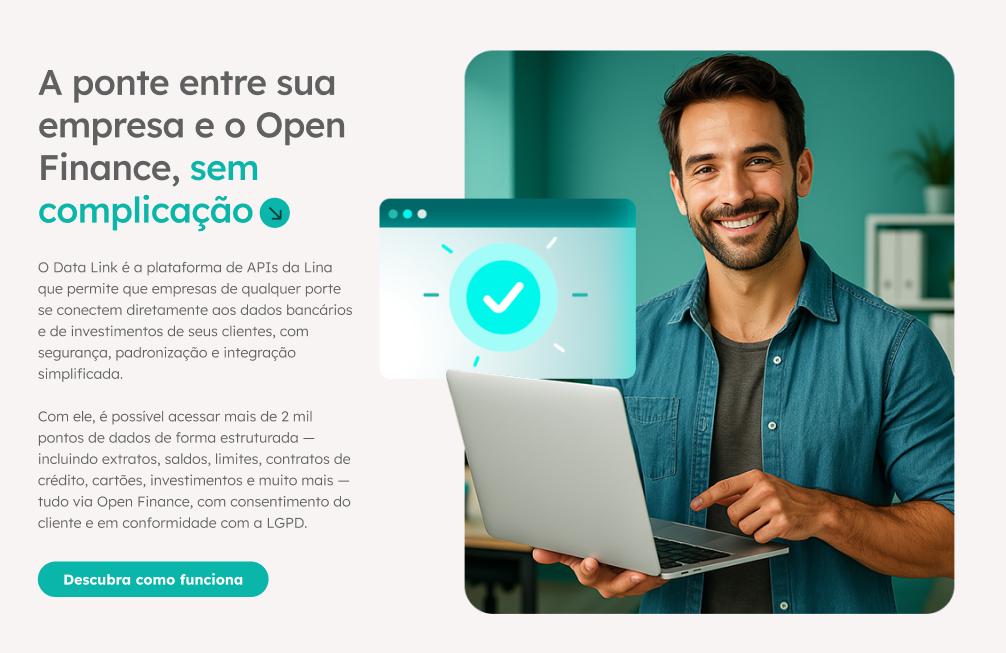 A ponte entre sua
empresa e o Open
Finance, sem
complicação
O Data Link é a plataforma de APIs da Lina
que permite que empresas de qualquer porte
se conectem diretamente aos dados bancários
e de investimentos de seus clientes, com
segurança, padronização e integração
simplificada.
Com ele, é possível acessar mais de 2 mil
pontos de dados de forma estruturada —
incluindo extratos, saldos, limites, contratos de
crédito, cartões, investimentos e muito mais —
tudo via Open Finance, com consentimento do
cliente e em conformidade com a LGPD.
Descubra como funciona